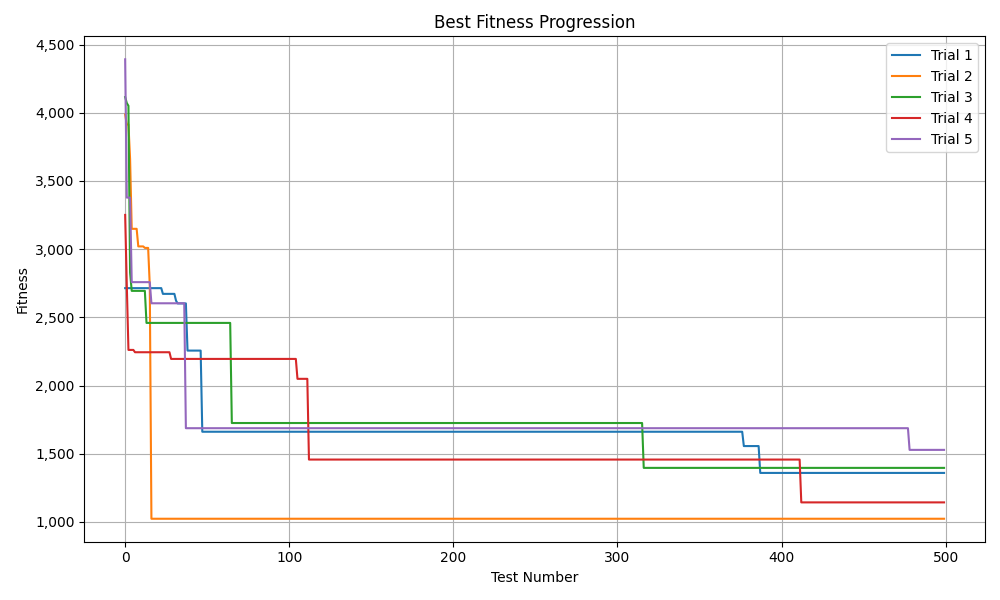 Best Fitness Progression
4,500
4,000
3,500
3,000
2,500
2,000
1,500
1,000
Fitness
Trial 1
Trial 2
Trial 3
Trial 4
Trial 5
0
100
200
300
400
500
Test Number